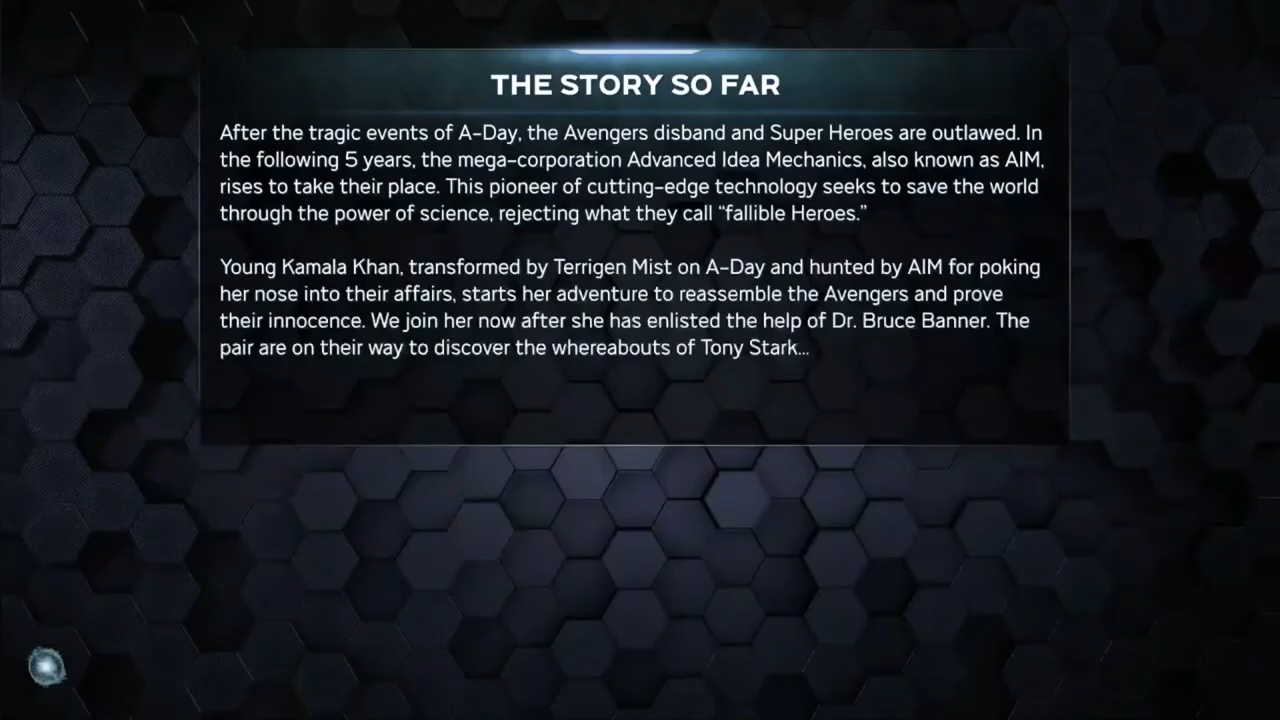 THE STORY SO FAR
After the tragic events of A-Day, the Avengers disband and Super Heroes are outlawed. In
the following 5 years, the mega-corporation Advanced Idea Mechanics, also known as AIM,
rises to take their place. This pioneer of cutting-edge technology seeks to save the world
through the power of science, rejecting what they call “fallible Heroes.”
Young Kamala Khan, transformed by Terrigen Mist on A-Day and hunted by AIM for poking
her nose into their affairs, starts her adventure to reassemble the Avengers and prove
their innocence. We join her now after she has enlisted the help of Dr. Bruce Banner. The
pair are on their way to discover the whereabouts of Tony Stark...